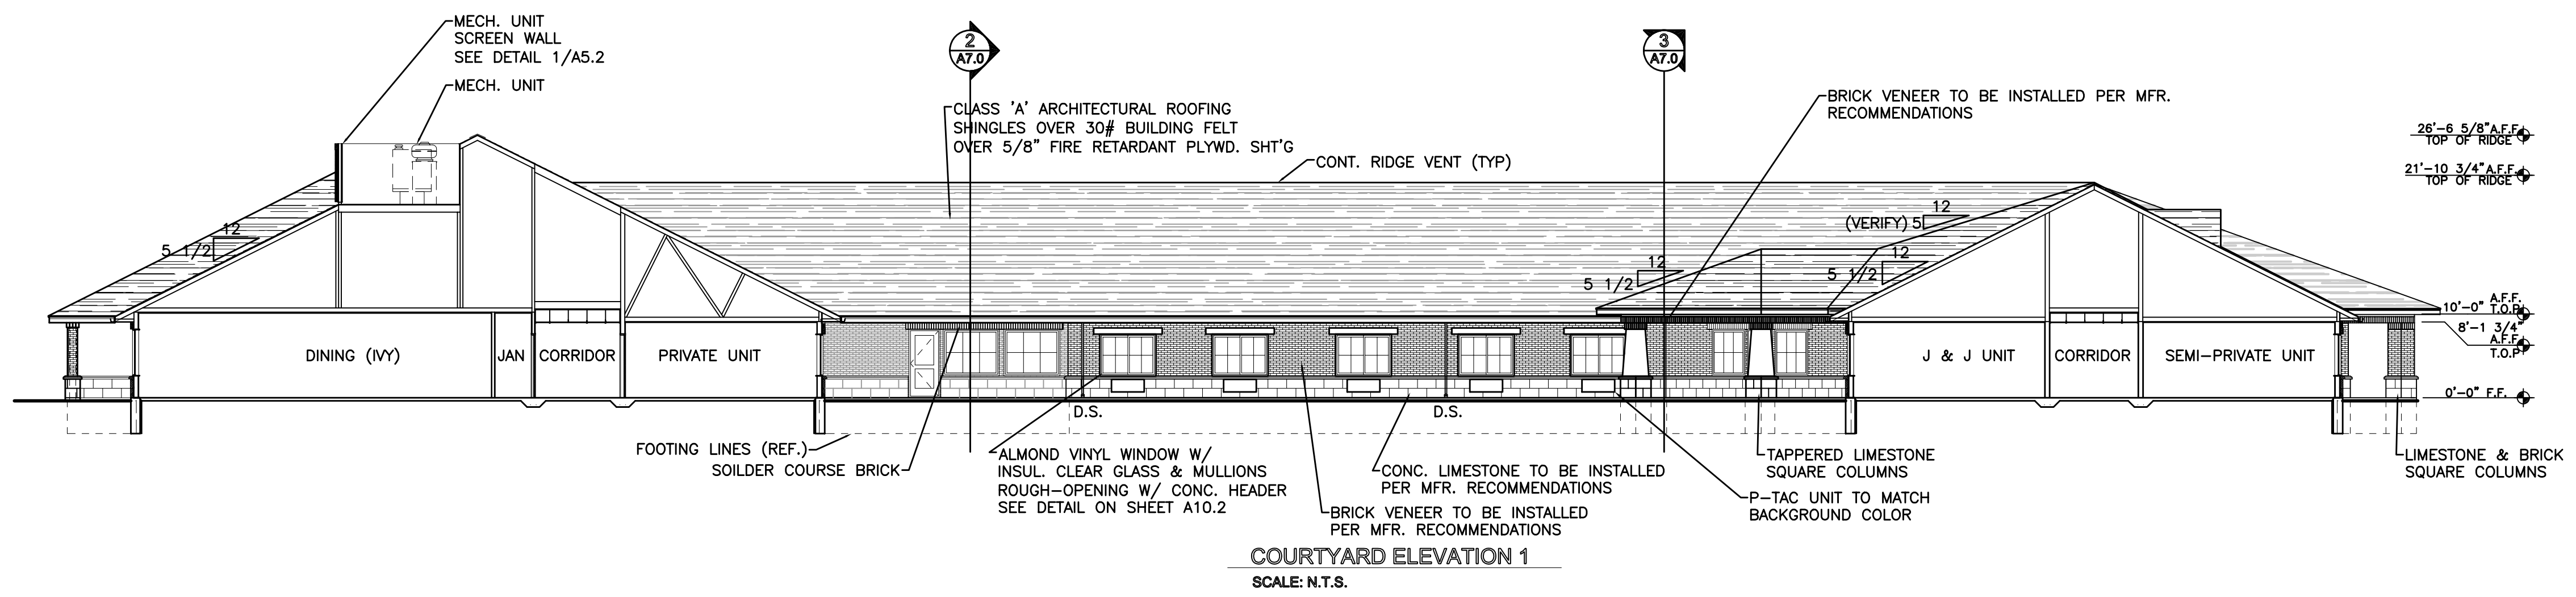 MECH. UNIT
SCREEN WALL
SEE DETAIL 1/A5.2
MECH. UNIT
2
A7.0
3
A7.0
CLASS 'A' ARCHITECTURAL ROOFING
SHINGLES OVER 30# BUILDING FELT
OVER 5/8" FIRE RETARDANT PLYWD. SHT'G
CONT. RIDGE VENT (TYP)
BRICK VENEER TO BE INSTALLED PER MFR.
RECOMMENDATIONS
26'-6 5/8"A.F.F.
TOP OF RIDGE
21'-10 3/4"A.F.F.
TOP OF RIDGE
12
5 1/2
12
(VERIFY) 5
12
5 1/2
12
5 1/2
10'-0" A.F.F.
T.O.P
8'-1 3/4"
A.F.F.
T.O.P
0'-0" F.F.
DINING (IVY)
JAN
CORRIDOR
PRIVATE UNIT
J & J UNIT
CORRIDOR
SEMI-PRIVATE UNIT
D.S.
D.S.
FOOTING LINES (REF.)
SOILDER COURSE BRICK
ALMOND VINYL WINDOW W/
INSUL. CLEAR GLASS & MULLIONS
ROUGH-OPENING W/ CONC. HEADER
SEE DETAIL ON SHEET A10.2
CONC. LIMESTONE TO BE INSTALLED
PER MFR. RECOMMENDATIONS
BRICK VENEER TO BE INSTALLED
PER MFR. RECOMMENDATIONS
TAPPERED LIMESTONE
SQUARE COLUMNS
P-TAC UNIT TO MATCH
BACKGROUND COLOR
LIMESTONE & BRICK
SQUARE COLUMNS
COURTYARD ELEVATION 1
SCALE: N.T.S.